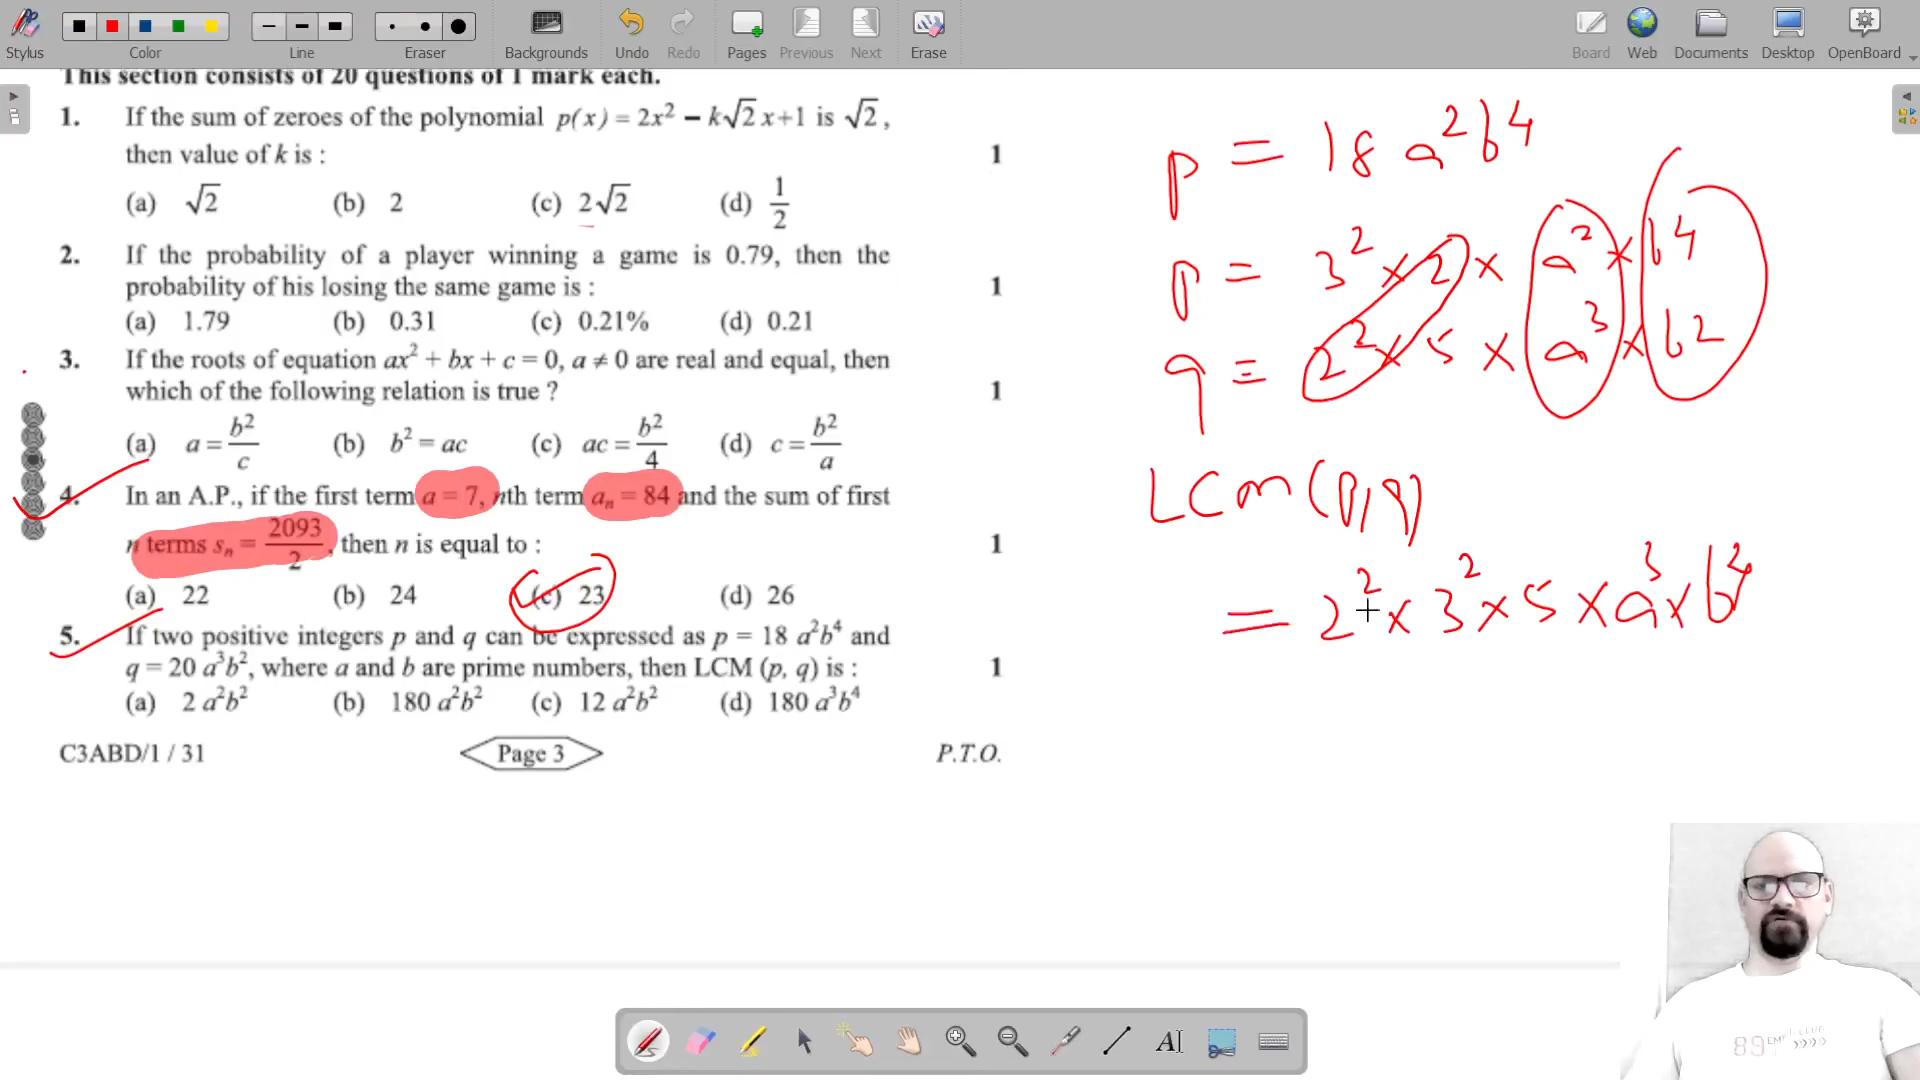 Stylus Color Line Eraser Backgrounds Undo Redo Pages Previous Next Erase Board Web Documents Desktop OpenBoard
This section consists of 20 questions of 1 mark each.
1. If the sum of zeroes of the polynomial p(x) = 2x² − k√2 x+1 is √2,
then value of k is : 1
(a) √2 (b) 2 (c) 2√2 (d) 1/2
2. If the probability of a player winning a game is 0.79, then the
probability of his losing the same game is : 1
(a) 1.79 (b) 0.31 (c) 0.21% (d) 0.21
3. If the roots of equation ax² + bx + c = 0, a ≠ 0 are real and equal, then
which of the following relation is true ? 1
(a) a = b²/c (b) b² = ac (c) ac = b²/4 (d) c = b²/a
4. In an A.P., if the first term a = 7, nth term aₙ = 84 and the sum of first
n terms sₙ = 2093/2, then n is equal to : 1
(a) 22 (b) 24 (c) 23 (d) 26
5. If two positive integers p and q can be expressed as p = 18 a²b⁴ and
q = 20 a³b², where a and b are prime numbers, then LCM (p, q) is : 1
(a) 2 a²b² (b) 180 a²b² (c) 12 a²b² (d) 180 a³b⁴
C3ABD/1 / 31 Page 3 P.T.O.
p = 18 a²b⁴
p = 3² × 2 × a² × b⁴
q = 2² × 5 × a³ × b²
LCM (p,q)
= 2² × 3² × 5 × a³ × b⁴
89